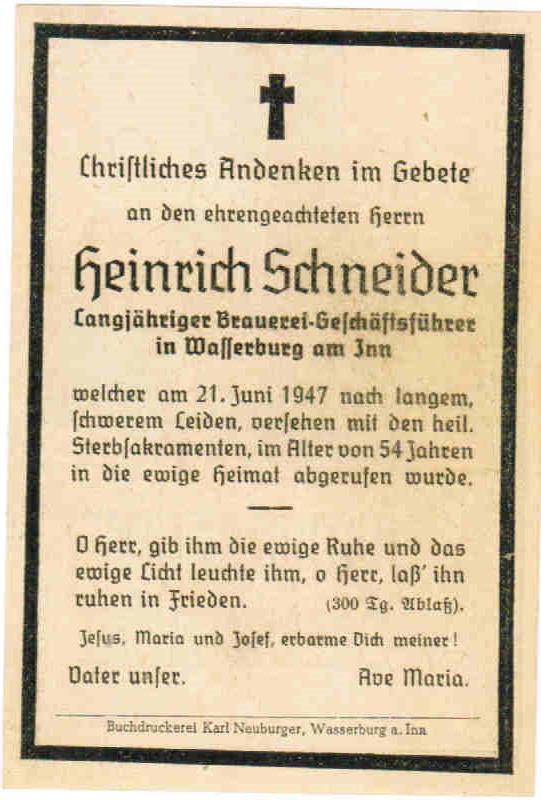 Christliches Andenken im Gebete
an den ehrengeachteten Herrn
Heinrich Schneider
Langjähriger Brauerei-Geschäftsführer
in Wasserburg am Inn
welcher am 21. Juni 1947 nach langem,
schwerem Leiden, versehen mit den heil.
Sterbsakramenten, im Alter von 54 Jahren
in die ewige Heimat abgerufen wurde.
O Herr, gib ihm die ewige Ruhe und das
ewige Licht leuchte ihm, o Herr, laß' ihn
ruhen in Frieden. (300 Tg. Ablaß).
Jesus, Maria und Josef, erbarme Dich meiner!
Vater unser. Ave Maria.
Buchdruckerei Karl Neuburger, Wasserburg a. Inn